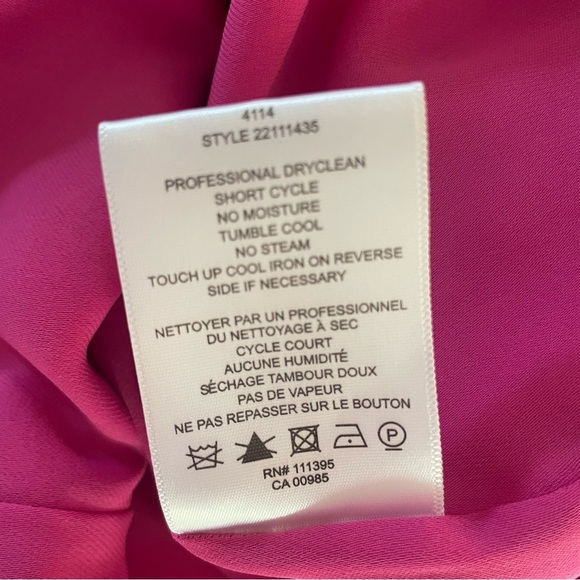 4114
STYLE 22111435
PROFESSIONAL DRYCLEAN
SHORT CYCLE
NO MOISTURE
TUMBLE COOL
NO STEAM
TOUCH UP COOL IRON ON REVERSE
SIDE IF NECESSARY
NETTOYER PAR UN PROFESSIONNEL
DU NETTOYAGE À SEC
CYCLE COURT
AUCUNE HUMIDITÉ
SÉCHAGE TAMBOUR DOUX
PAS DE VAPEUR
NE PAS REPASSER SUR LE BOUTON
P
RN# 111395
CA 00985